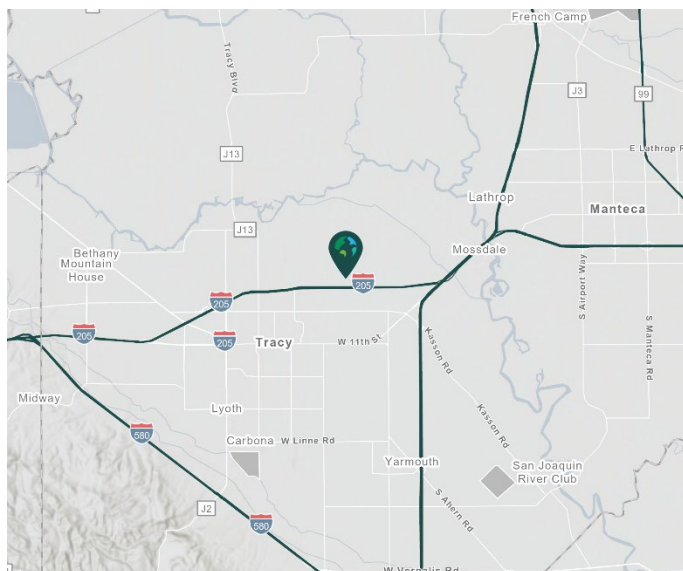 French Camp
Tracy Blvd
J3
99
J13
E Lathrop R
Lathrop
Manteca
J13
Mossdale
Bethany
Mountain
House
205
205
S Airport Way
205
205
Tracy
W 11th St
Kasson Rd
S Manteca Rd
Midway
Lyoth
Kasson Rd
580
Carbona
W Linne Rd
Yarmouth
San Joaquin
River Club
S Ahern Rd
J2
580
W Vernalis Rd